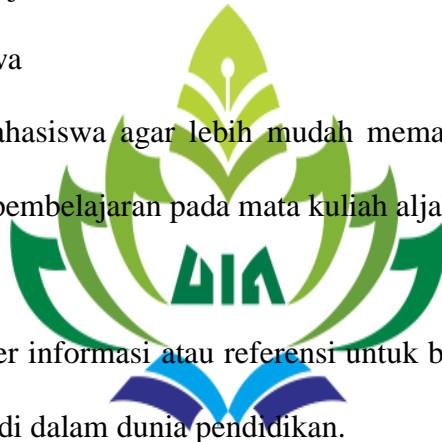 ahasiswa agar lebih mudah mema
pembelajaran pada mata kuliah alja
UIN
er informasi atau referensi untuk b
di dalam dunia pendidikan.